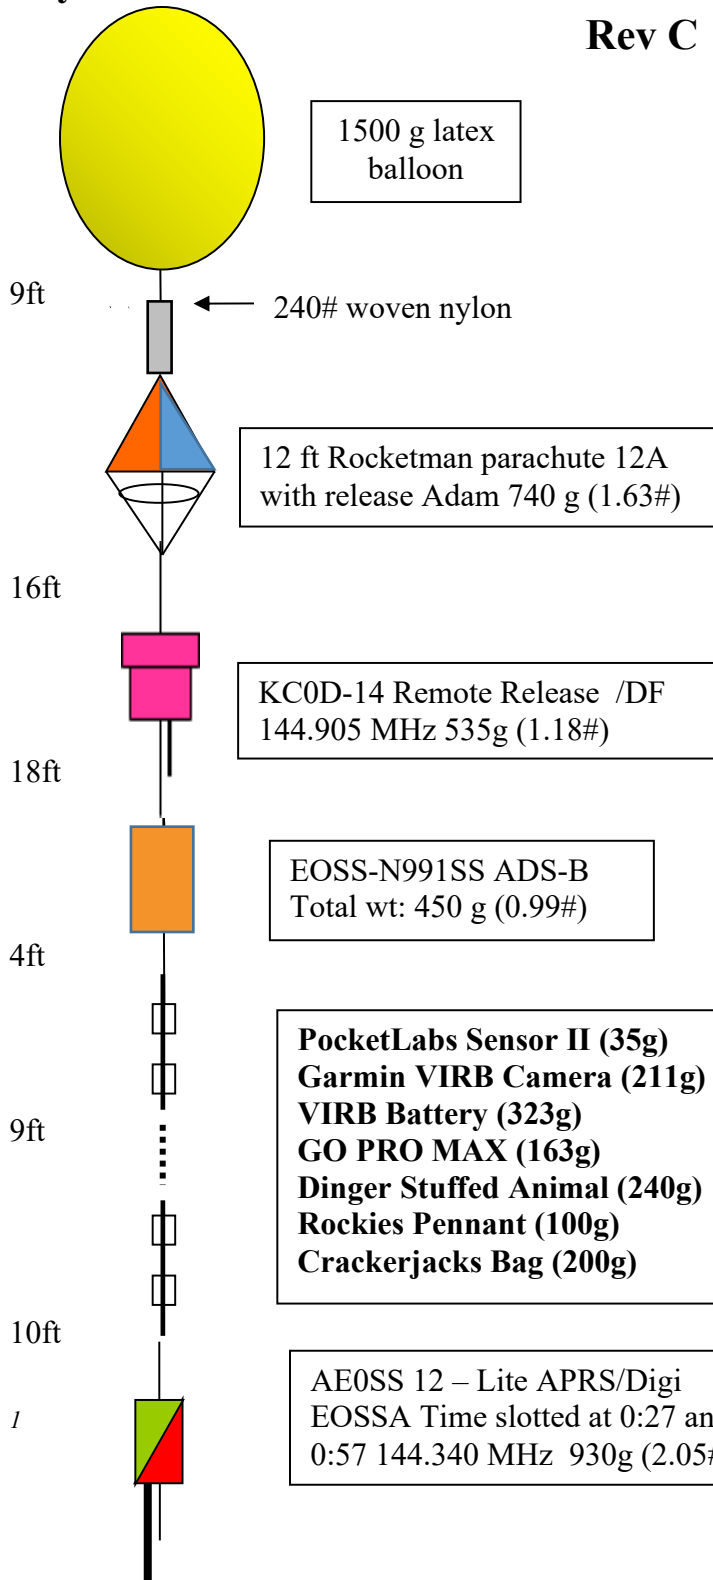 Rev C
1500 g latex
balloon
9ft
240# woven nylon
12 ft Rocketman parachute 12A
with release Adam 740 g (1.63#)
16ft
KC0D-14 Remote Release /DF
144.905 MHz 535g (1.18#)
18ft
EOSS-N991SS ADS-B
Total wt: 450 g (0.99#)
4ft
PocketLabs Sensor II (35g)
Garmin VIRB Camera (211g)
VIRB Battery (323g)
GO PRO MAX (163g)
Dinger Stuffed Animal (240g)
Rockies Pennant (100g)
Crackerjacks Bag (200g)
9ft
10ft
AE0SS 12 – Lite APRS/Digi
EOSSA Time slotted at 0:27 an
0:57 144.340 MHz 930g (2.05#
1